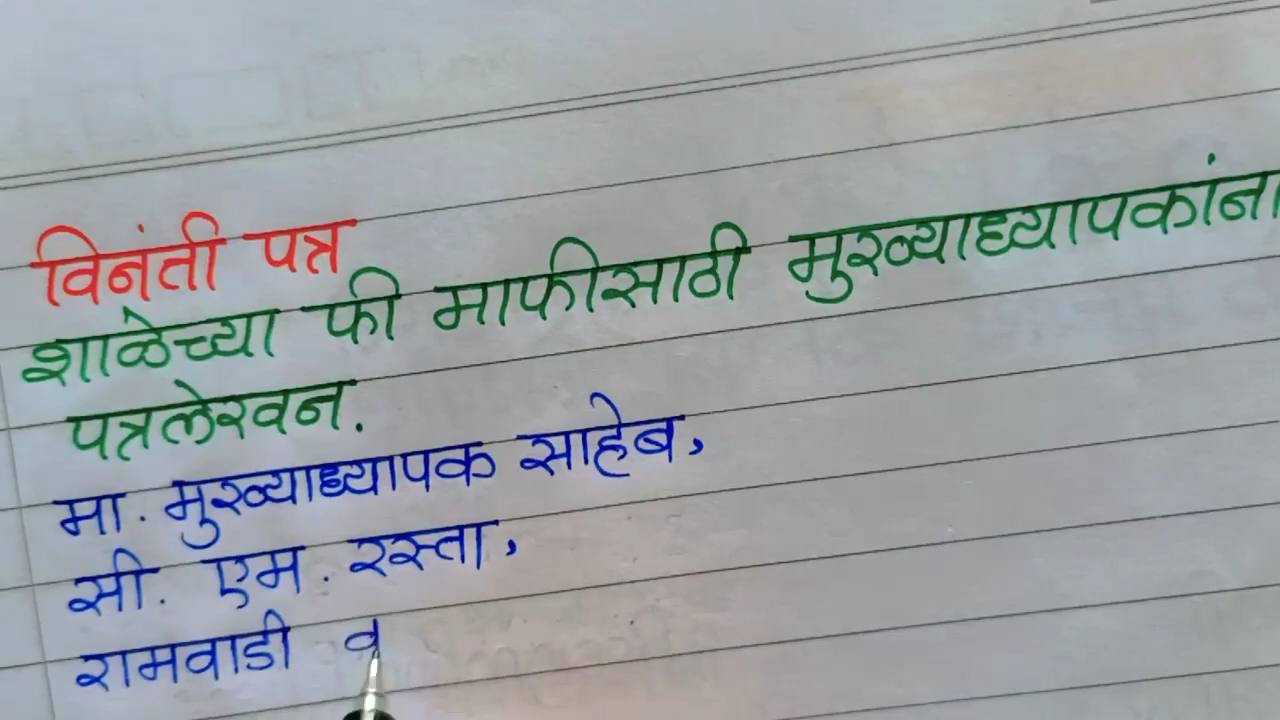 विनंती पत्र
शाळेच्या फी माफीसाठी मुख्याध्यापकांना
पत्रलेखन.
मा. मुख्याध्यापक साहेब,
सी. एम. रस्ता,
रामवाडी व